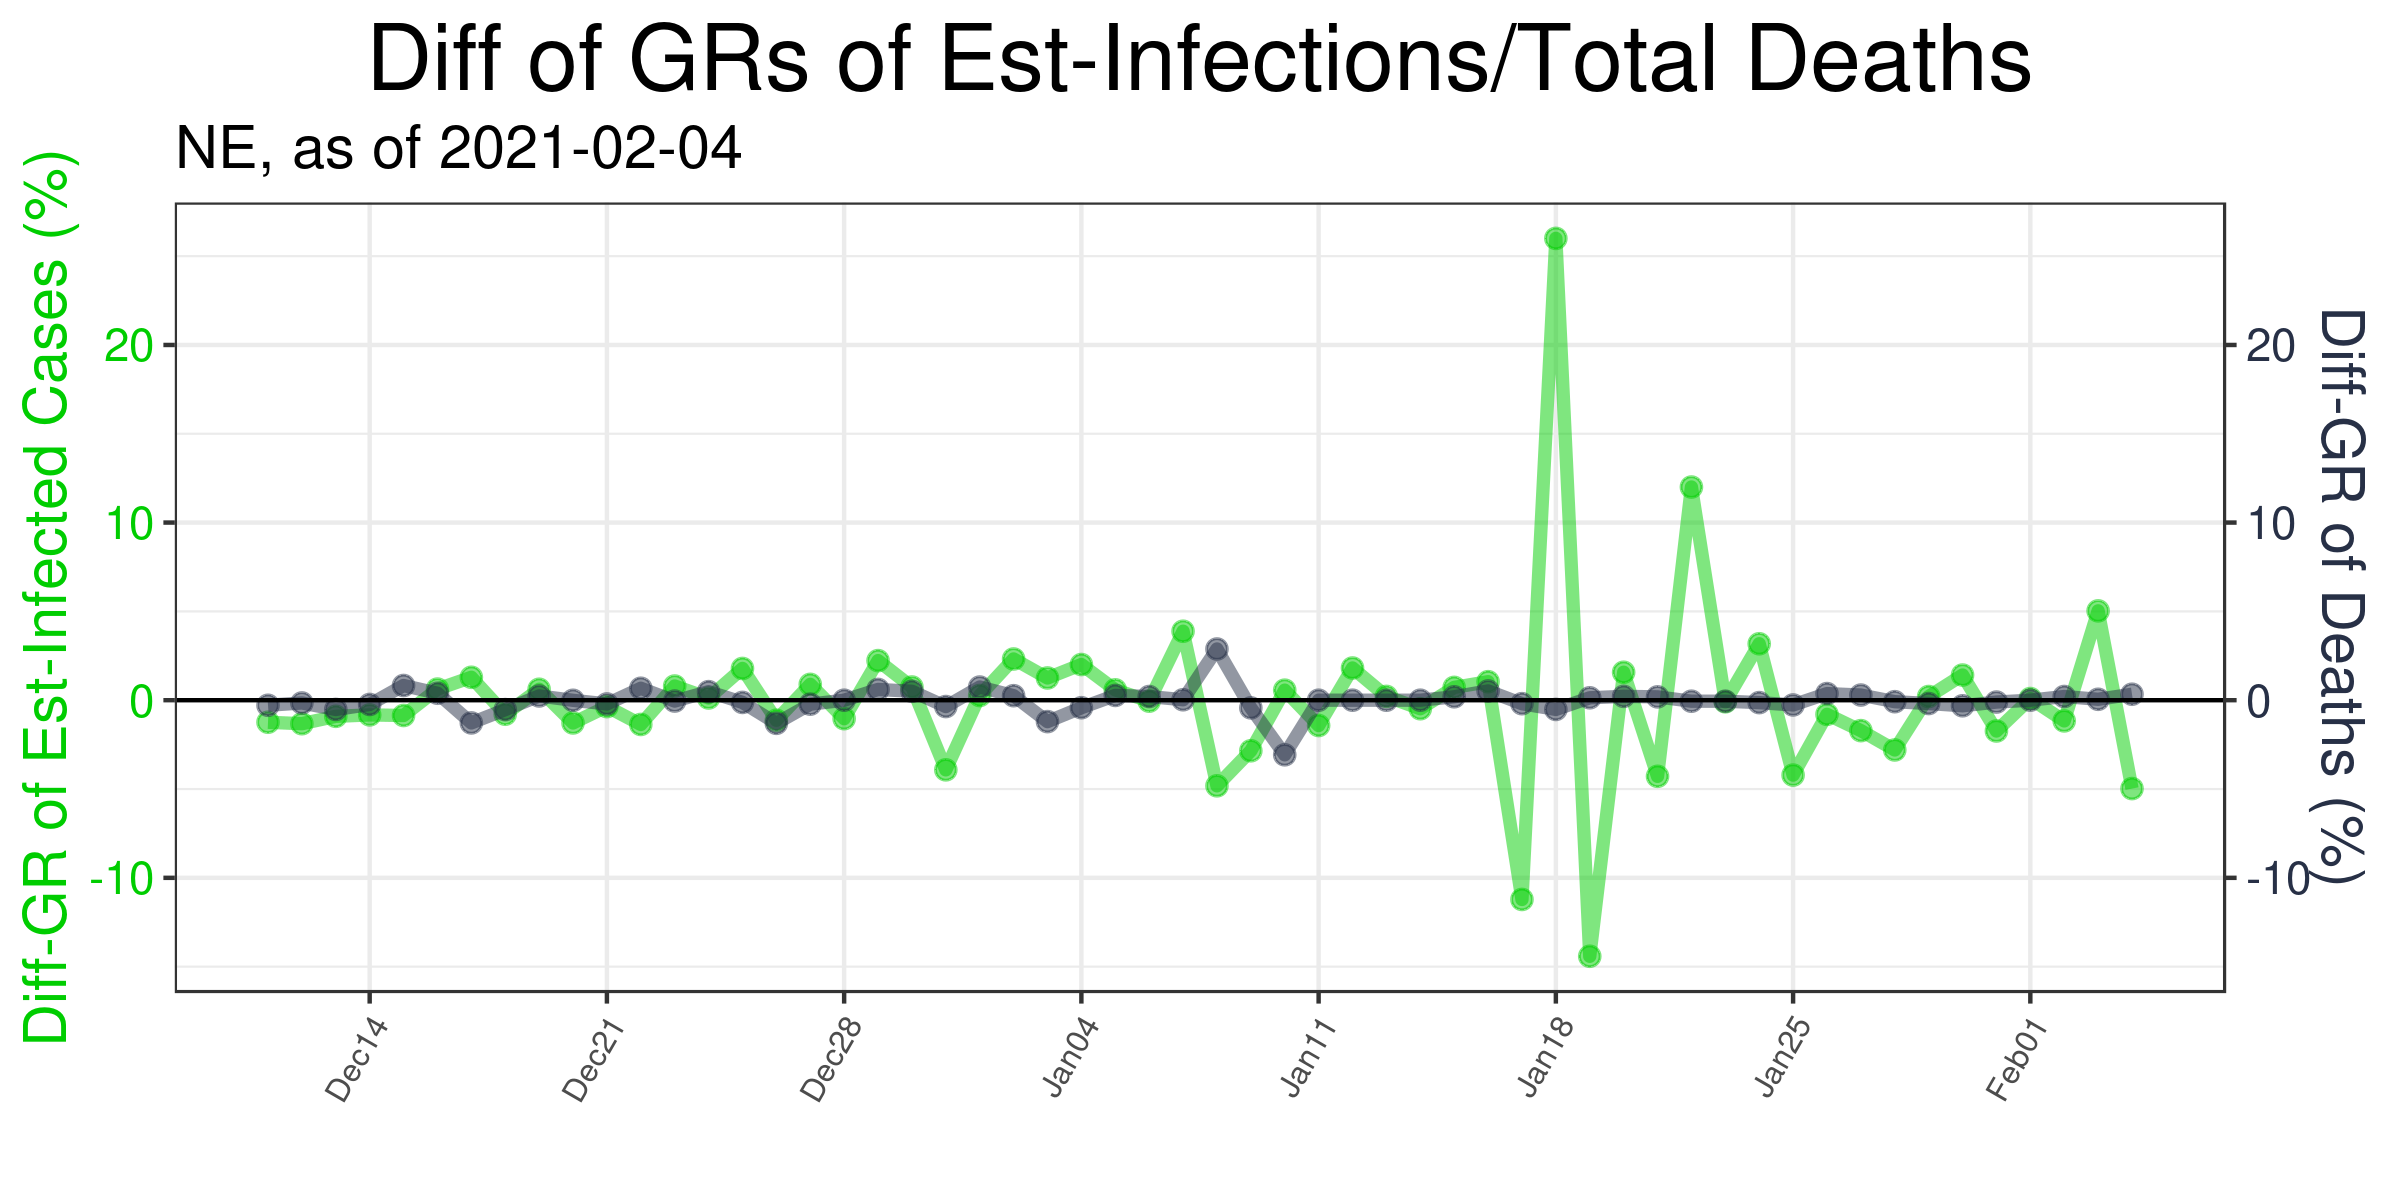 Diff of GRs of Est-Infections/Total Deaths
NE, as of 2021-02-04
Diff-GR of Est-Infected Cases (%)
20
10
0
-10
20
10
0
-10
Diff-GR of Deaths (%)
Dec14
Dec21
Dec28
Jan04
Jan11
Jan18
Jan25
Feb01